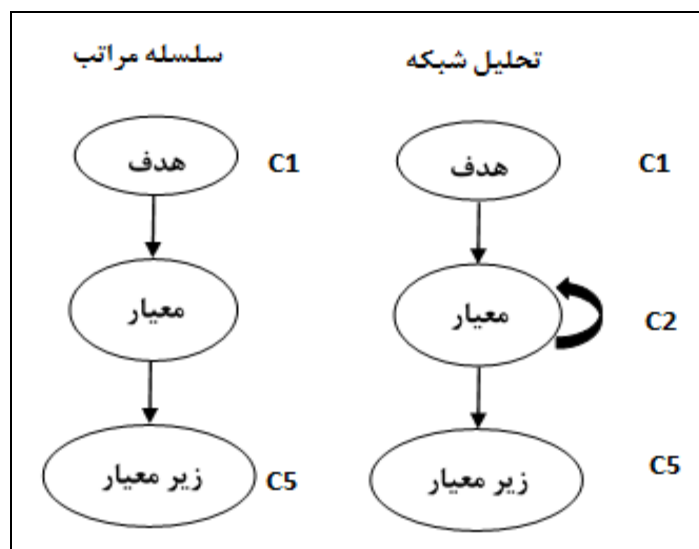 تحلیل شبکه
سلسله مراتب
هدف
C1
هدف
C1
معیار
C2
معیار
زیر معیار
C5
زیر معیار
C5